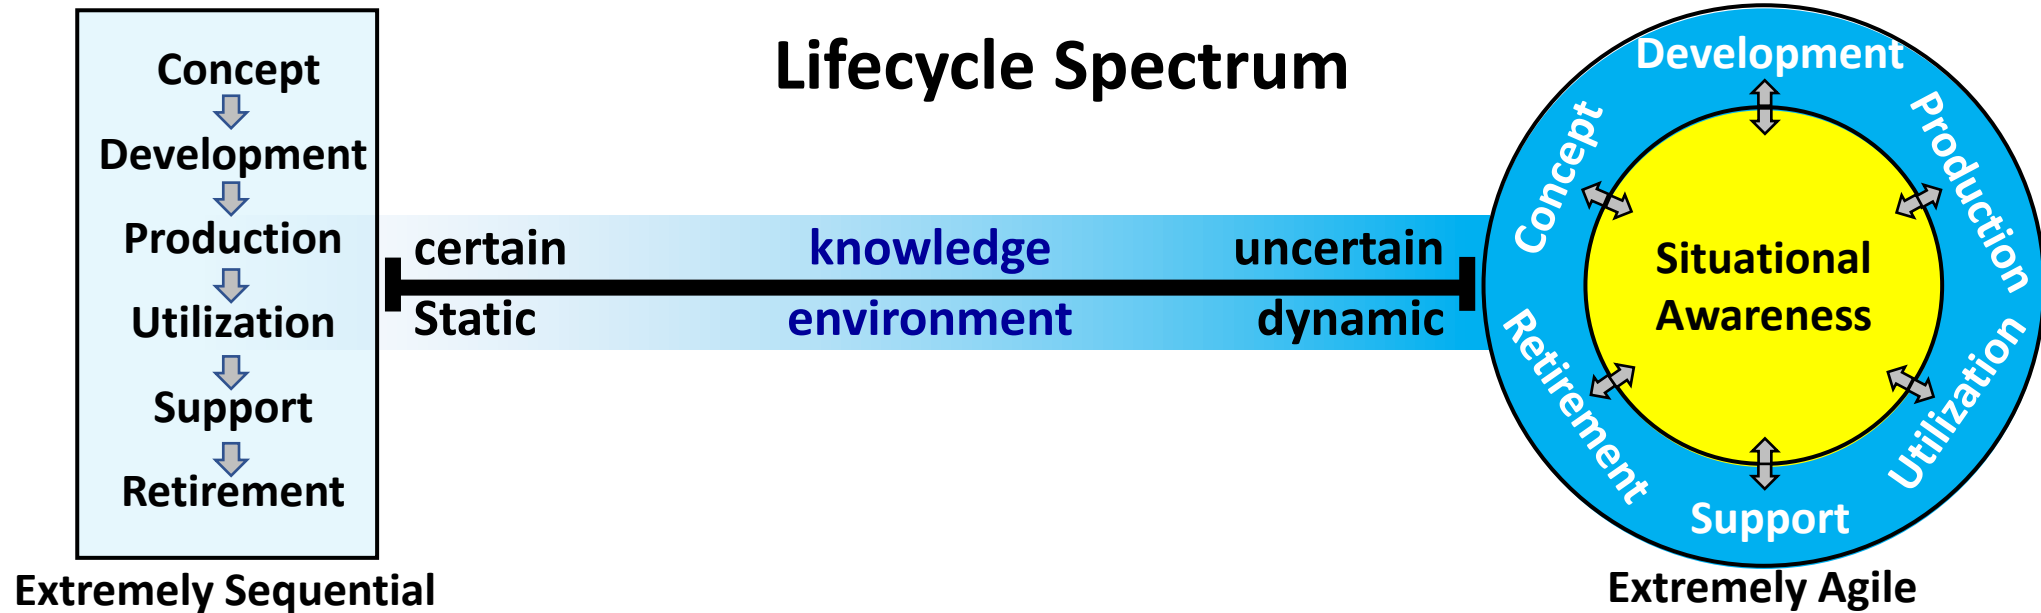 Lifecycle Spectrum
Concept
Development
Production
Utilization
Support
Retirement
Extremely Sequential
certain knowledge uncertain
Static environment dynamic
Development
Production
Utilization
Support
Retirement
Concept
Situational
Awareness
Extremely Agile